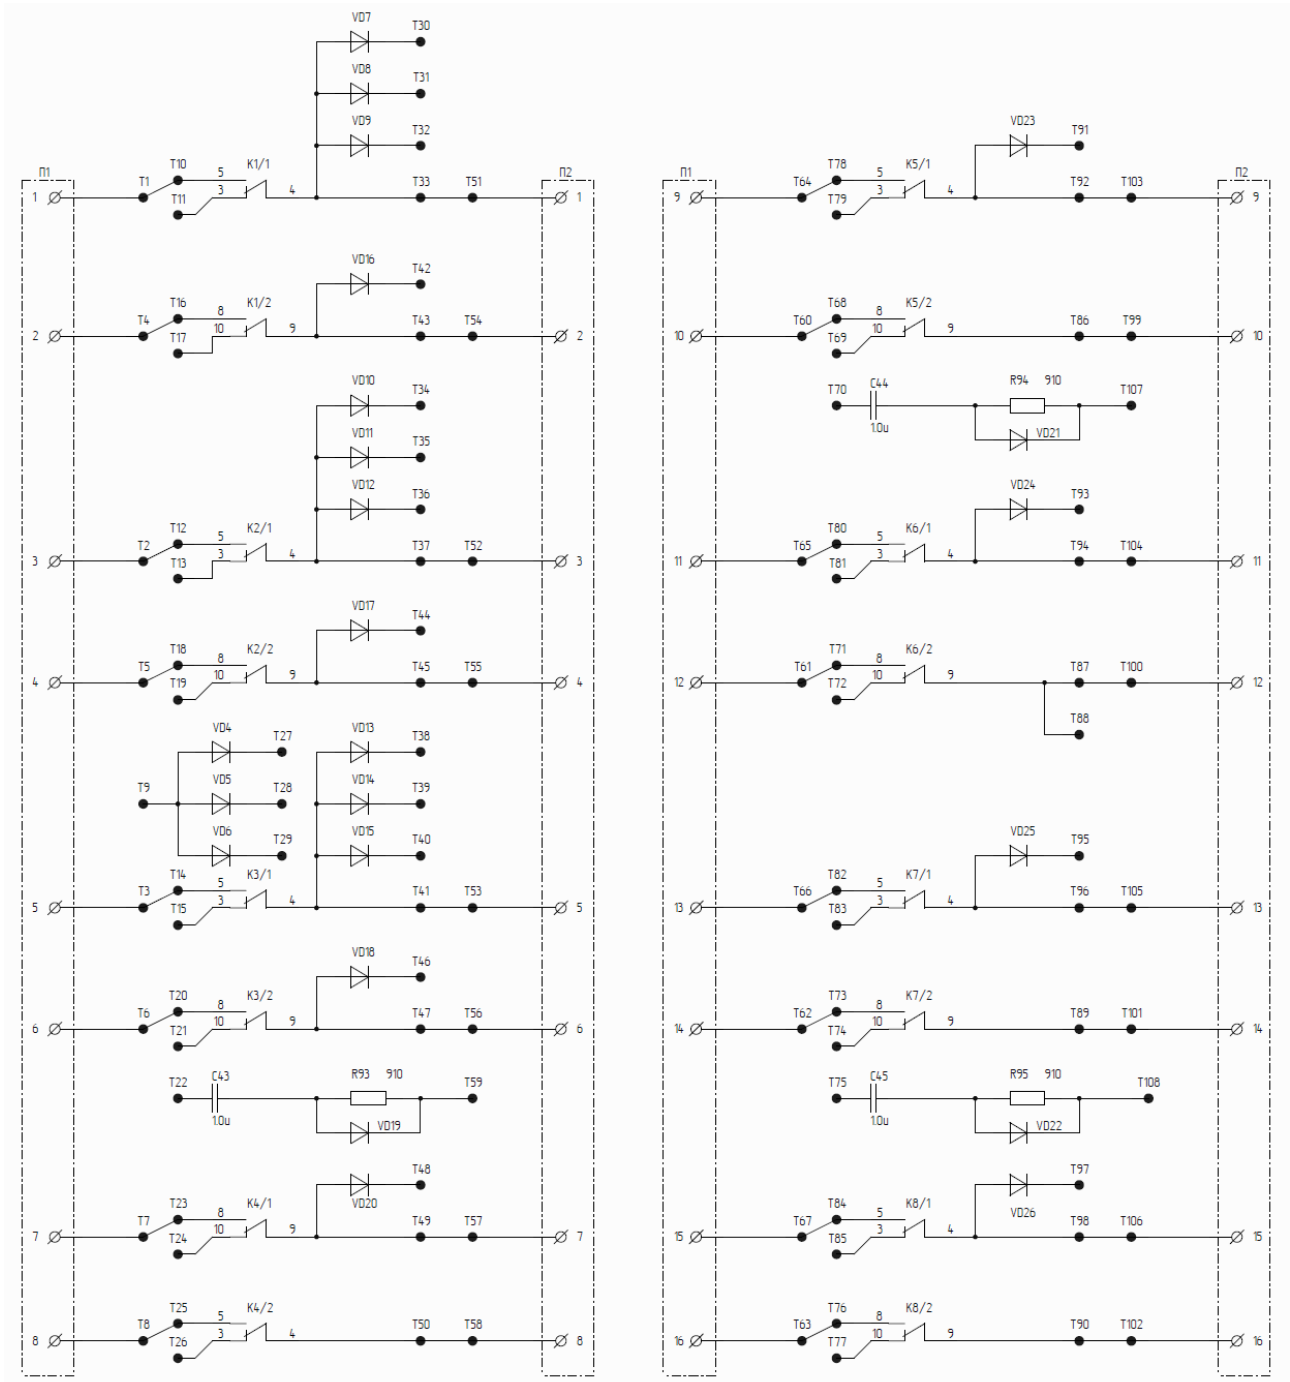 VD7 T30
VD8 T31
VD9 T32
П1 T1 T10 5 K1/1 П2
1 T11 3 4 T33 T51 1
VD16 T42
T16 8 K1/2
2 T4 T17 10 9 T43 T54 2
VD10 T34
VD11 T35
VD12 T36
T12 5 K2/1
3 T2 T13 3 4 T37 T52 3
VD17 T44
T18 8 K2/2
4 T5 T19 10 9 T45 T55 4
VD4 T27 VD13 T38
T9 VD5 T28 VD14 T39
VD6 T29 VD15 T40
T14 5 K3/1
5 T3 T15 3 4 T41 T53 5
VD18 T46
T20 8 K3/2
6 T6 T21 10 9 T47 T56 6
T22 C43 R93 910 T59
1.0u VD19
T48
VD20
T23 8 K4/1
7 T7 T24 10 9 T49 T57 7
T25 5 K4/2
8 T8 T26 3 4 T50 T58 8
VD23 T91
П1 T78 5 K5/1 П2
9 T64 T79 3 4 T92 T103 9
T68 8 K5/2
10 T60 T69 10 9 T86 T99 10
T70 C44 R94 910 T107
1.0u VD21
VD24 T93
T80 5 K6/1
11 T65 T81 3 4 T94 T104 11
T71 8 K6/2
12 T61 T72 10 9 T87 T100 12
T88
VD25 T95
T82 5 K7/1
13 T66 T83 3 4 T96 T105 13
T73 8 K7/2
14 T62 T74 10 9 T89 T101 14
T75 C45 R95 910 T108
1.0u VD22
T97
VD26
T84 5 K8/1
15 T67 T85 3 4 T98 T106 15
T76 8 K8/2
16 T63 T77 10 9 T90 T102 16